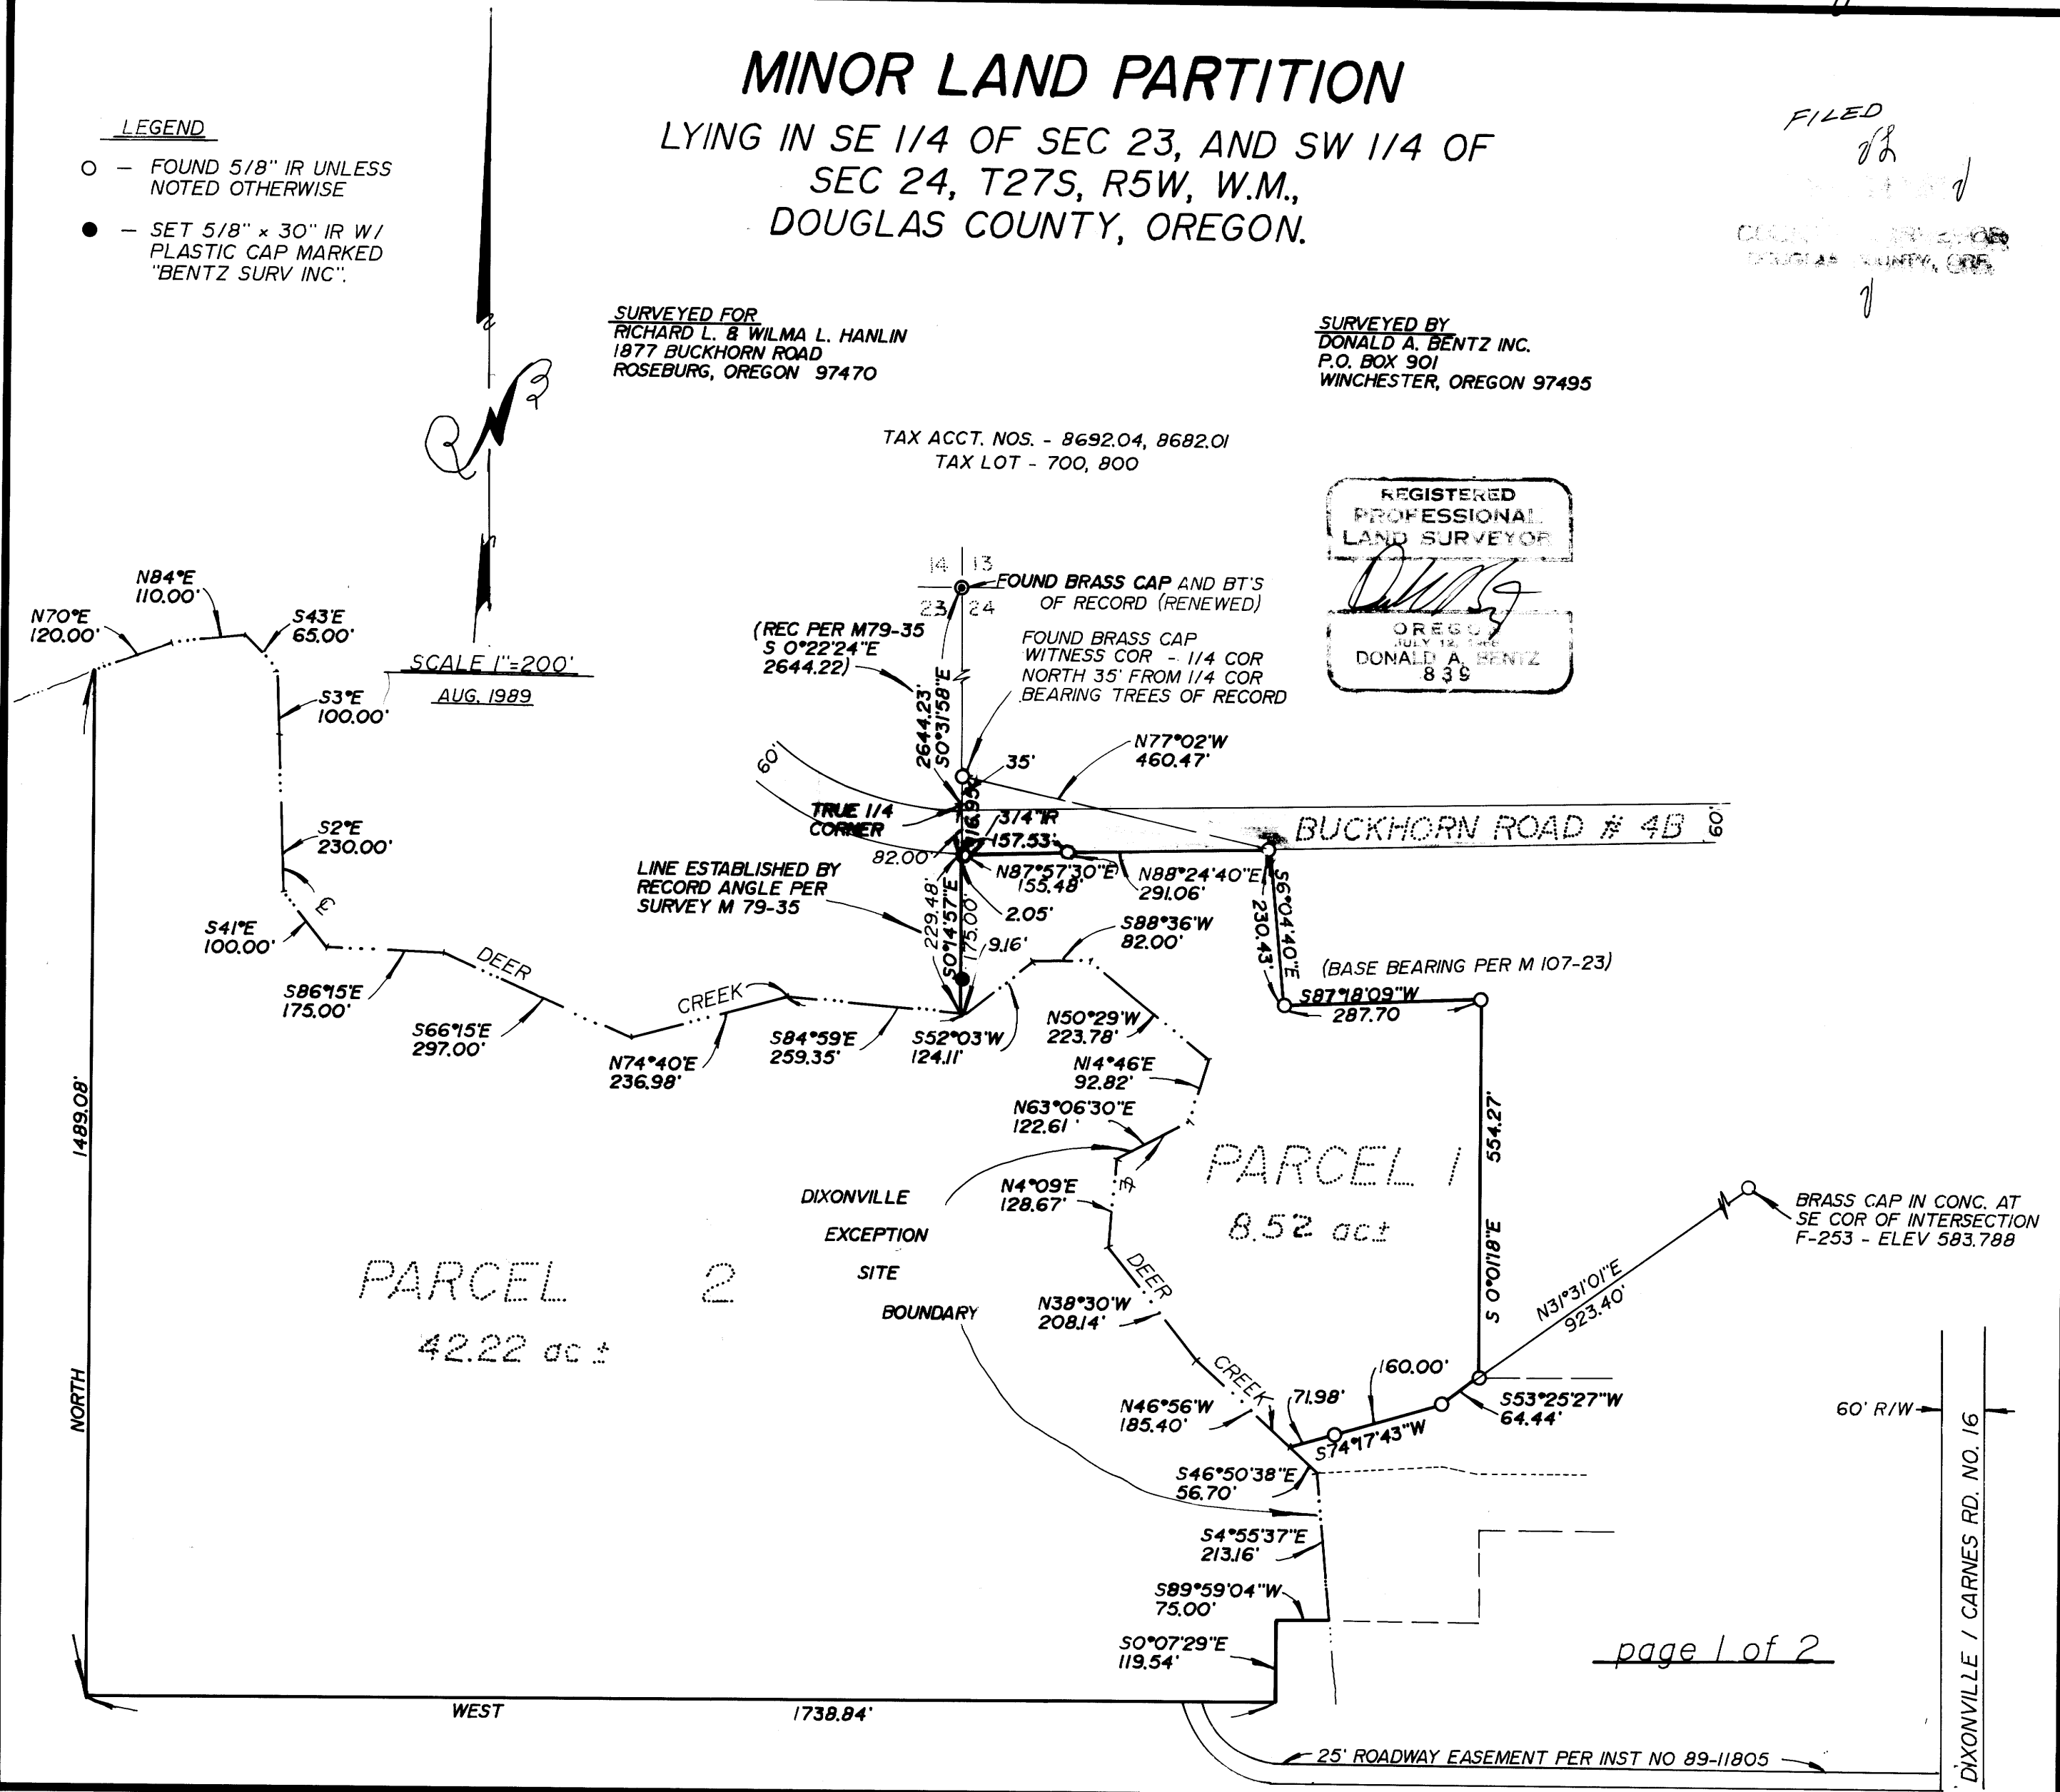 MINOR LAND PARTITION
LYING IN SE 1/4 OF SEC 23, AND SW 1/4 OF
SEC 24, T27S, R5W, W.M.,
DOUGLAS COUNTY, OREGON.
FILED
DOUGLAS COUNTY, ORE
LEGEND
O — FOUND 5/8" IR UNLESS
NOTED OTHERWISE
● — SET 5/8" x 30" IR W/
PLASTIC CAP MARKED
"BENTZ SURV INC".
SURVEYED FOR
RICHARD L. & WILMA L. HANLIN
1877 BUCKHORN ROAD
ROSEBURG, OREGON 97470
SURVEYED BY
DONALD A. BENTZ INC.
P.O. BOX 901
WINCHESTER, OREGON 97495
TAX ACCT. NOS. - 8692.04, 8682.01
TAX LOT - 700, 800
REGISTERED
PROFESSIONAL
LAND SURVEYOR
OREGON
JULY 12,
DONALD A. BENTZ
839
N
SCALE 1"=200'
AUG, 1989
N70°E
120.00'
N84°E
110.00'
S43°E
65.00'
S3°E
100.00'
S2°E
230.00'
S41°E
100.00'
S86°15'E
175.00'
DEER
S66°15'E
297.00'
CREEK
N74°40'E
236.98'
S84°59'E
259.35'
S52°03'W
124.11'
14 13
23 24
FOUND BRASS CAP AND BT'S
OF RECORD (RENEWED)
(REC PER M79-35
S 0°22'24"E
2644.22)
2644.23'
S0°31'58"E
FOUND BRASS CAP
WITNESS COR - 1/4 COR
NORTH 35' FROM 1/4 COR
BEARING TREES OF RECORD
N77°02'W
460.47'
35'
60'
TRUE 1/4
CORNER
116.95'
3/4"IR
157.53'
82.00'
BUCKHORN ROAD # 4B
60'
N87°57'30"E
155.48'
N88°24'40"E
291.06'
LINE ESTABLISHED BY
RECORD ANGLE PER
SURVEY M 79-35
229.48'
S0°14'57"E
175.00'
2.05'
9.16'
S88°36'W
82.00'
S6°04'40"E
230.43'
(BASE BEARING PER M 107-23)
S87°18'09"W
287.70
N50°29'W
223.78'
N14°46'E
92.82'
N63°06'30"E
122.61'
N4°09'E
128.67'
DIXONVILLE
EXCEPTION
SITE
BOUNDARY
PARCEL 1
8.52 ac±
554.27'
S 0°01'18"E
BRASS CAP IN CONC. AT
SE COR OF INTERSECTION
F-253 - ELEV 583.788
N31°31'01"E
923.40'
PARCEL 2
42.22 ac±
DEER
N38°30'W
208.14'
CREEK
N46°56'W
185.40'
71.98'
160.00'
S74°17'43"W
S53°25'27"W
64.44'
60' R/W
DIXONVILLE / CARNES RD. NO. 16
S46°50'38"E
56.70'
S4°55'37"E
213.16'
S89°59'04"W
75.00'
S0°07'29"E
119.54'
1489.08'
NORTH
WEST
1738.84'
page 1 of 2
25' ROADWAY EASEMENT PER INST NO 89-11805